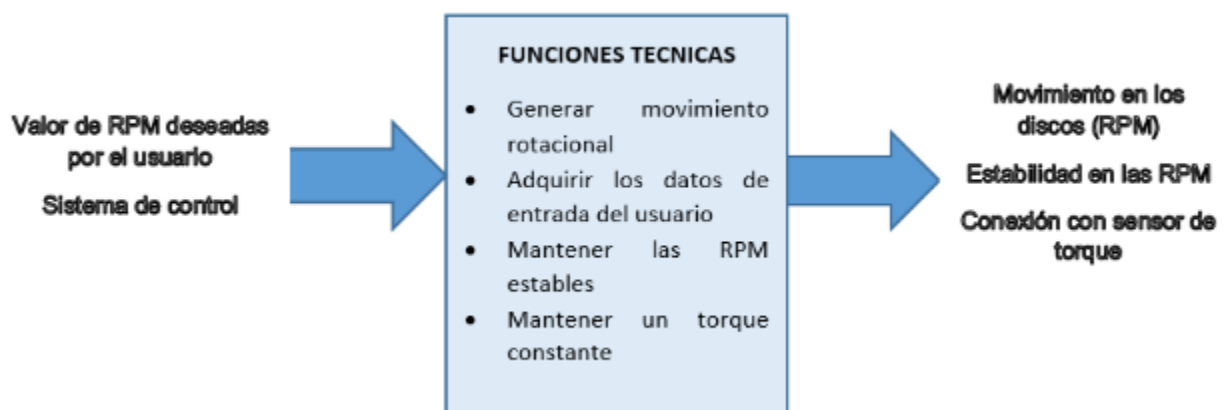 Valor de RPM deseadas
por el usuario
Sistema de control
FUNCIONES TECNICAS
• Generar movimiento
rotacional
• Adquirir los datos de
entrada del usuario
• Mantener las RPM
estables
• Mantener un torque
constante
Movimiento en los
discos (RPM)
Estabilidad en las RPM
Conexión con sensor de
torque